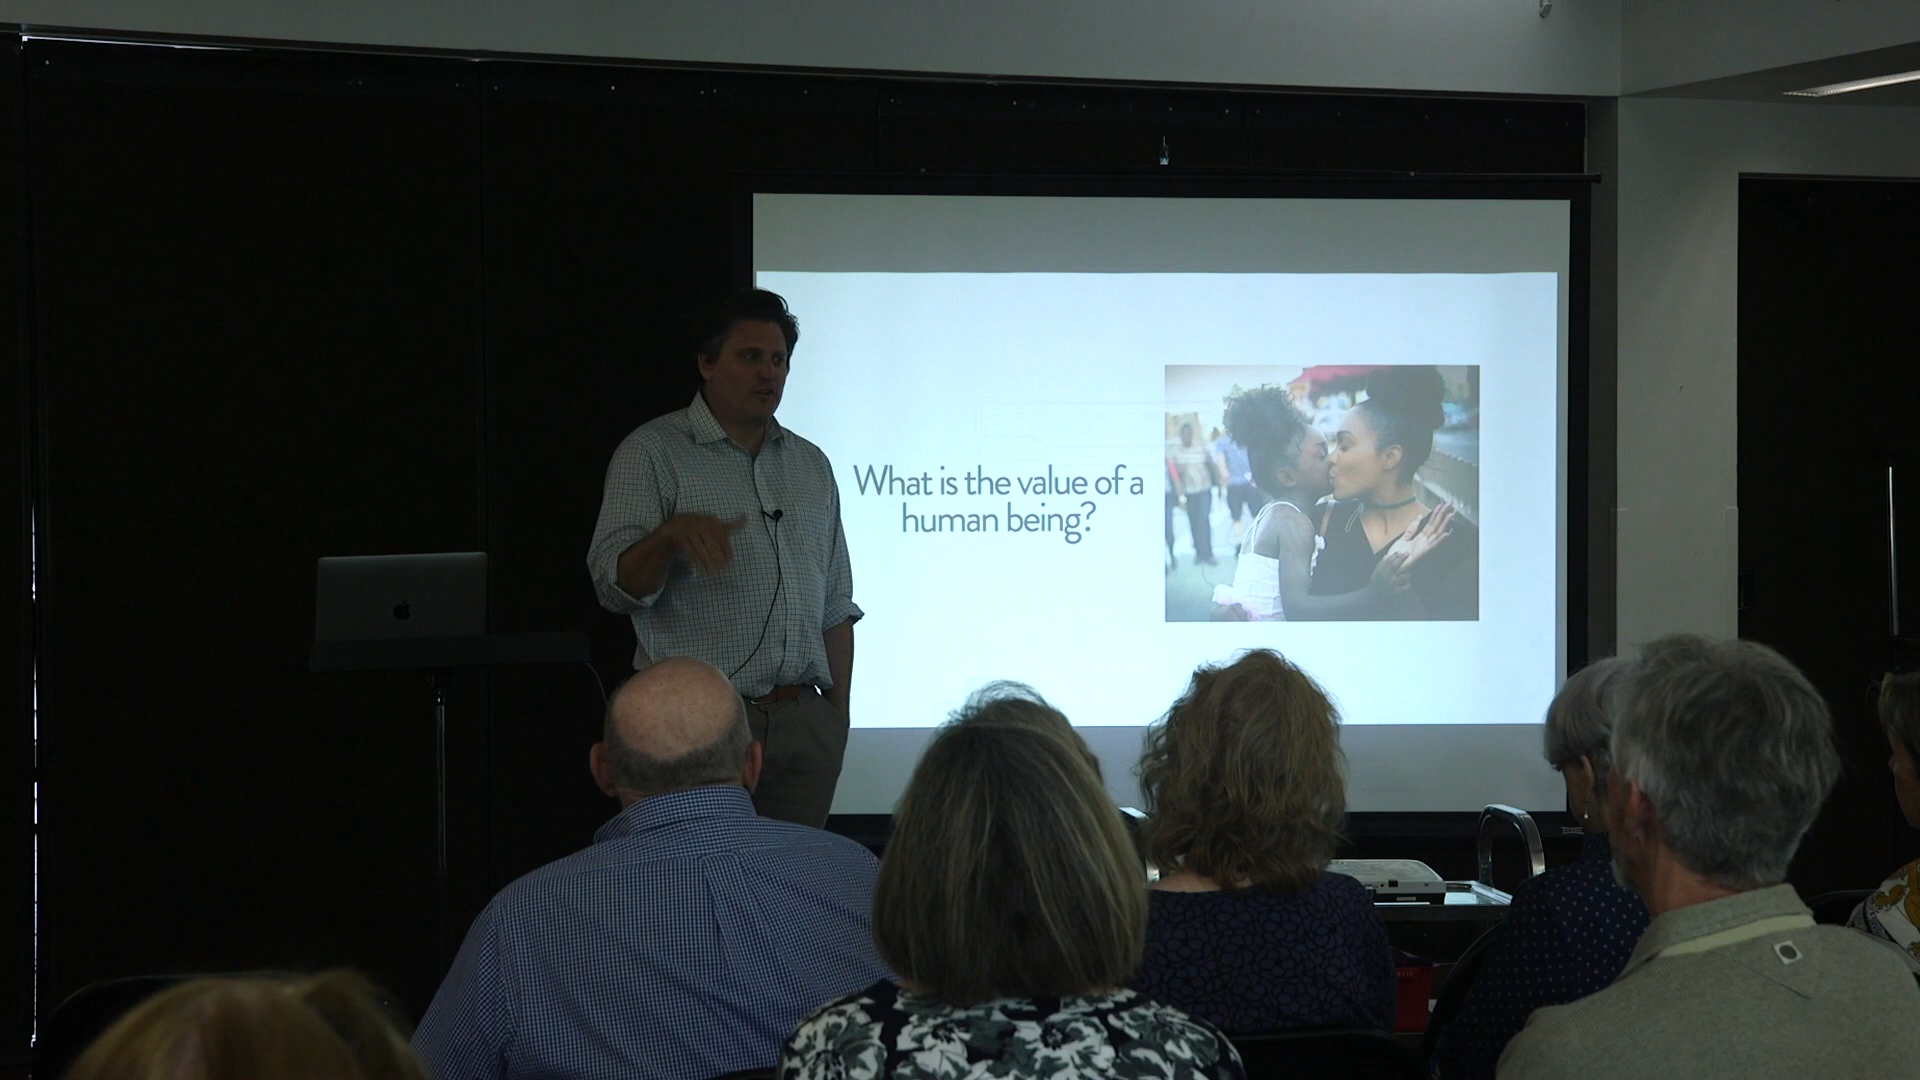 What is the value of a
human being?